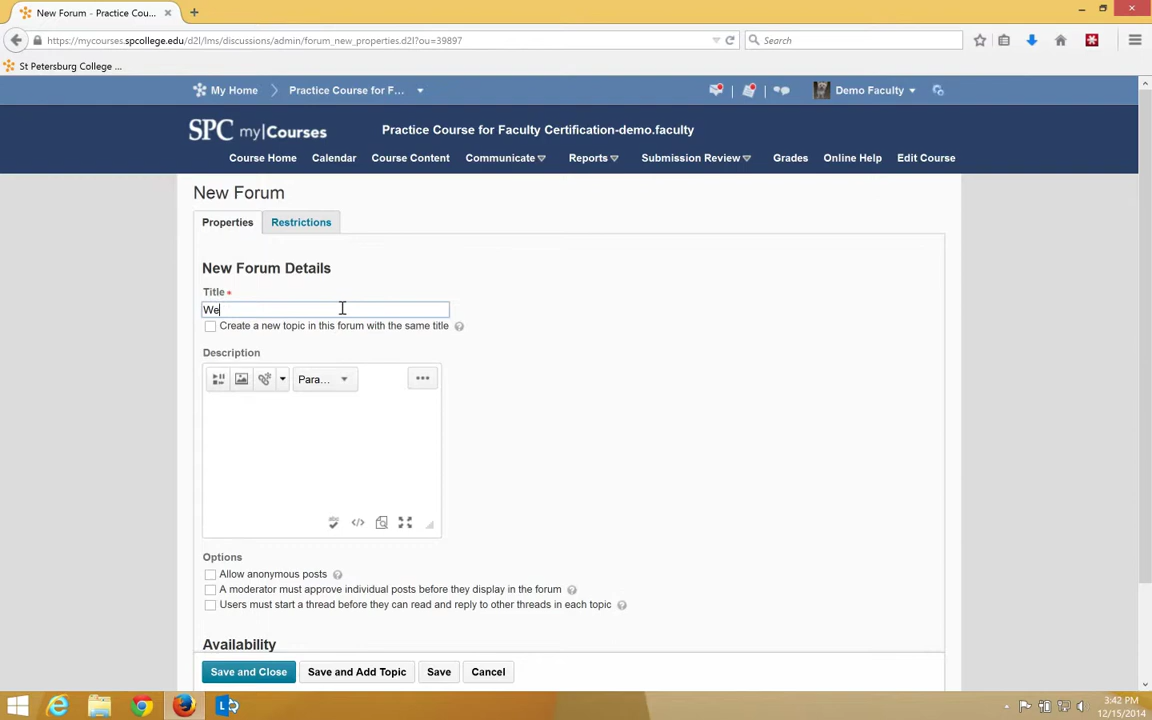 New Forum - Practice Cou...
https://mycourses.spcollege.edu/d2l/lms/discussions/admin/forum_new_properties.d2l?ou=39897
Search
St Petersburg College ...
My Home
Practice Course for F...
Demo Faculty
SPC my|Courses
Practice Course for Faculty Certification-demo.faculty
Course Home
Calendar
Course Content
Communicate
Reports
Submission Review
Grades
Online Help
Edit Course
New Forum
Properties
Restrictions
New Forum Details
Title *
We
Create a new topic in this forum with the same title ?
Description
Para...
abc
Options
Allow anonymous posts ?
A moderator must approve individual posts before they display in the forum ?
Users must start a thread before they can read and reply to other threads in each topic ?
Availability
Save and Close
Save and Add Topic
Save
Cancel
3:42 PM
12/15/2014